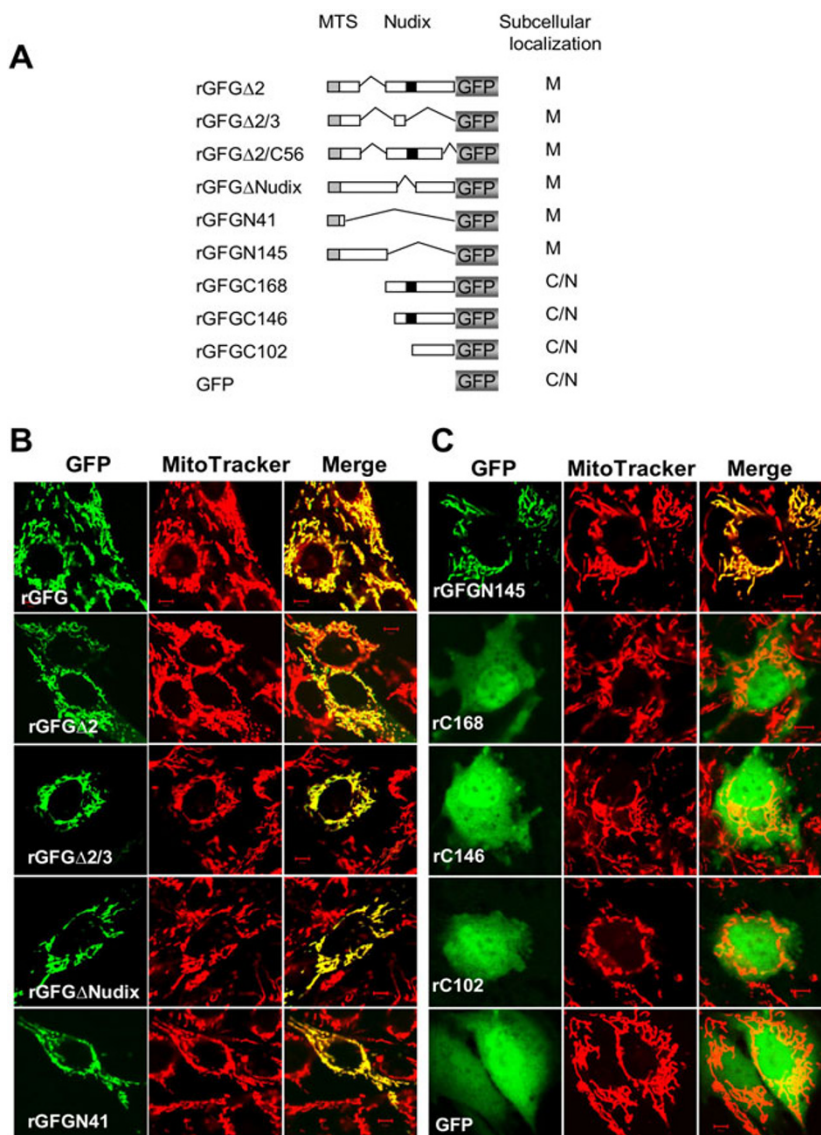 MTS Nudix Subcellular
localization
A
rGFGΔ2 GFP M
rGFGΔ2/3 GFP M
rGFGΔ2/C56 GFP M
rGFGΔNudix GFP M
rGFGN41 GFP M
rGFGN145 GFP M
rGFGC168 GFP C/N
rGFGC146 GFP C/N
rGFGC102 GFP C/N
GFP GFP C/N
B
GFP MitoTracker Merge
rGFG
rGFGΔ2
rGFGΔ2/3
rGFGΔNudix
rGFGN41
C
GFP MitoTracker Merge
rGFGN145
rC168
rC146
rC102
GFP